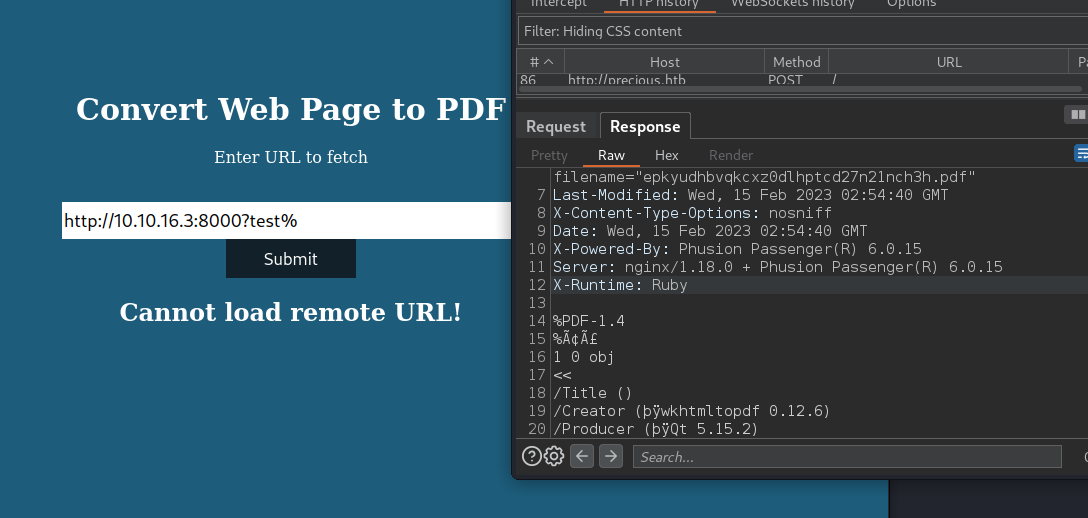 Convert Web Page to PDF
Enter URL to fetch
http://10.10.16.3:8000?test%
Submit
Cannot load remote URL!
Intercept HTTP history WebSockets history Options
Filter: Hiding CSS content
# Host Method URL
86 http://precious.htb POST /
Request Response
Pretty Raw Hex Render
filename="epkyudhbvqkcxz0dlhptcd27n21nch3h.pdf"
7 Last-Modified: Wed, 15 Feb 2023 02:54:40 GMT
8 X-Content-Type-Options: nosniff
9 Date: Wed, 15 Feb 2023 02:54:40 GMT
10 X-Powered-By: Phusion Passenger(R) 6.0.15
11 Server: nginx/1.18.0 + Phusion Passenger(R) 6.0.15
12 X-Runtime: Ruby
13
14 %PDF-1.4
15 %Ã¢Ã£
16 1 0 obj
17 <<
18 /Title ()
19 /Creator (þÿwkhtmltopdf 0.12.6)
20 /Producer (þÿQt 5.15.2)
Search...